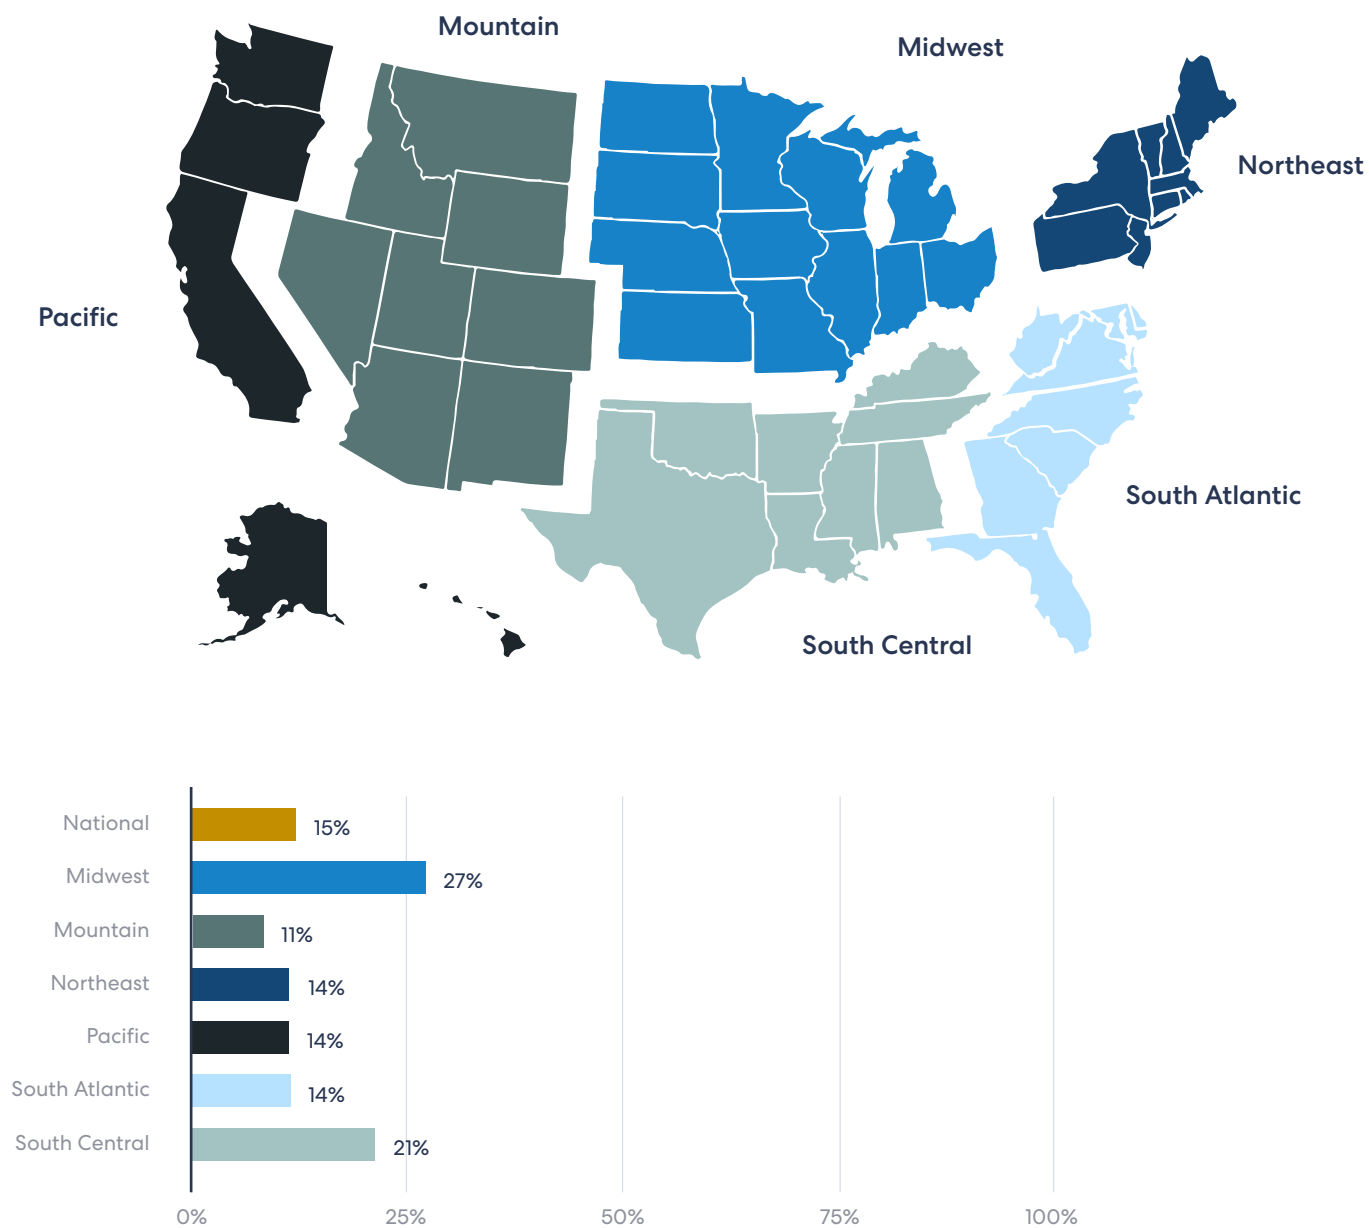 Mountain
Midwest
Northeast
Pacific
South Atlantic
South Central
National 15%
Midwest 27%
Mountain 11%
Northeast 14%
Pacific 14%
South Atlantic 14%
South Central 21%
0% 25% 50% 75% 100%